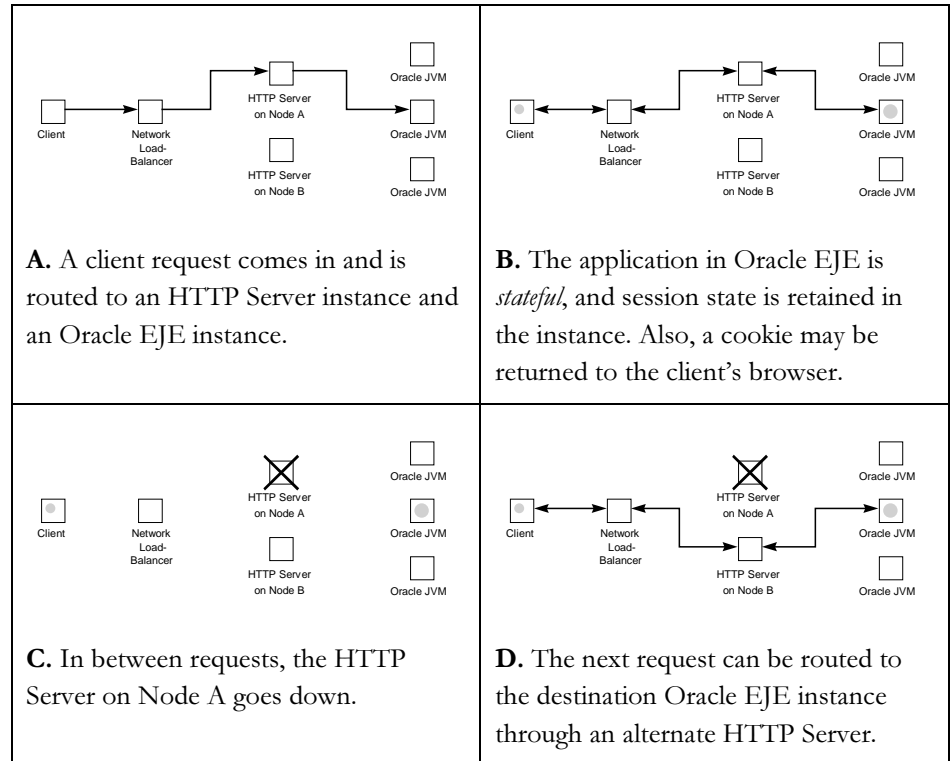 Oracle JVM
HTTP Server
on Node A
Client
Network
Load-
Balancer
Oracle JVM
HTTP Server
on Node B
Oracle JVM
A. A client request comes in and is
routed to an HTTP Server instance and
an Oracle EJE instance.
Oracle JVM
HTTP Server
on Node A
Client
Network
Load-
Balancer
Oracle JVM
HTTP Server
on Node B
Oracle JVM
B. The application in Oracle EJE is
stateful, and session state is retained in
the instance. Also, a cookie may be
returned to the client's browser.
Oracle JVM
HTTP Server
on Node A
Client
Network
Load-
Balancer
Oracle JVM
HTTP Server
on Node B
Oracle JVM
C. In between requests, the HTTP
Server on Node A goes down.
Oracle JVM
HTTP Server
on Node A
Client
Network
Load-
Balancer
Oracle JVM
HTTP Server
on Node B
Oracle JVM
D. The next request can be routed to
the destination Oracle EJE instance
through an alternate HTTP Server.